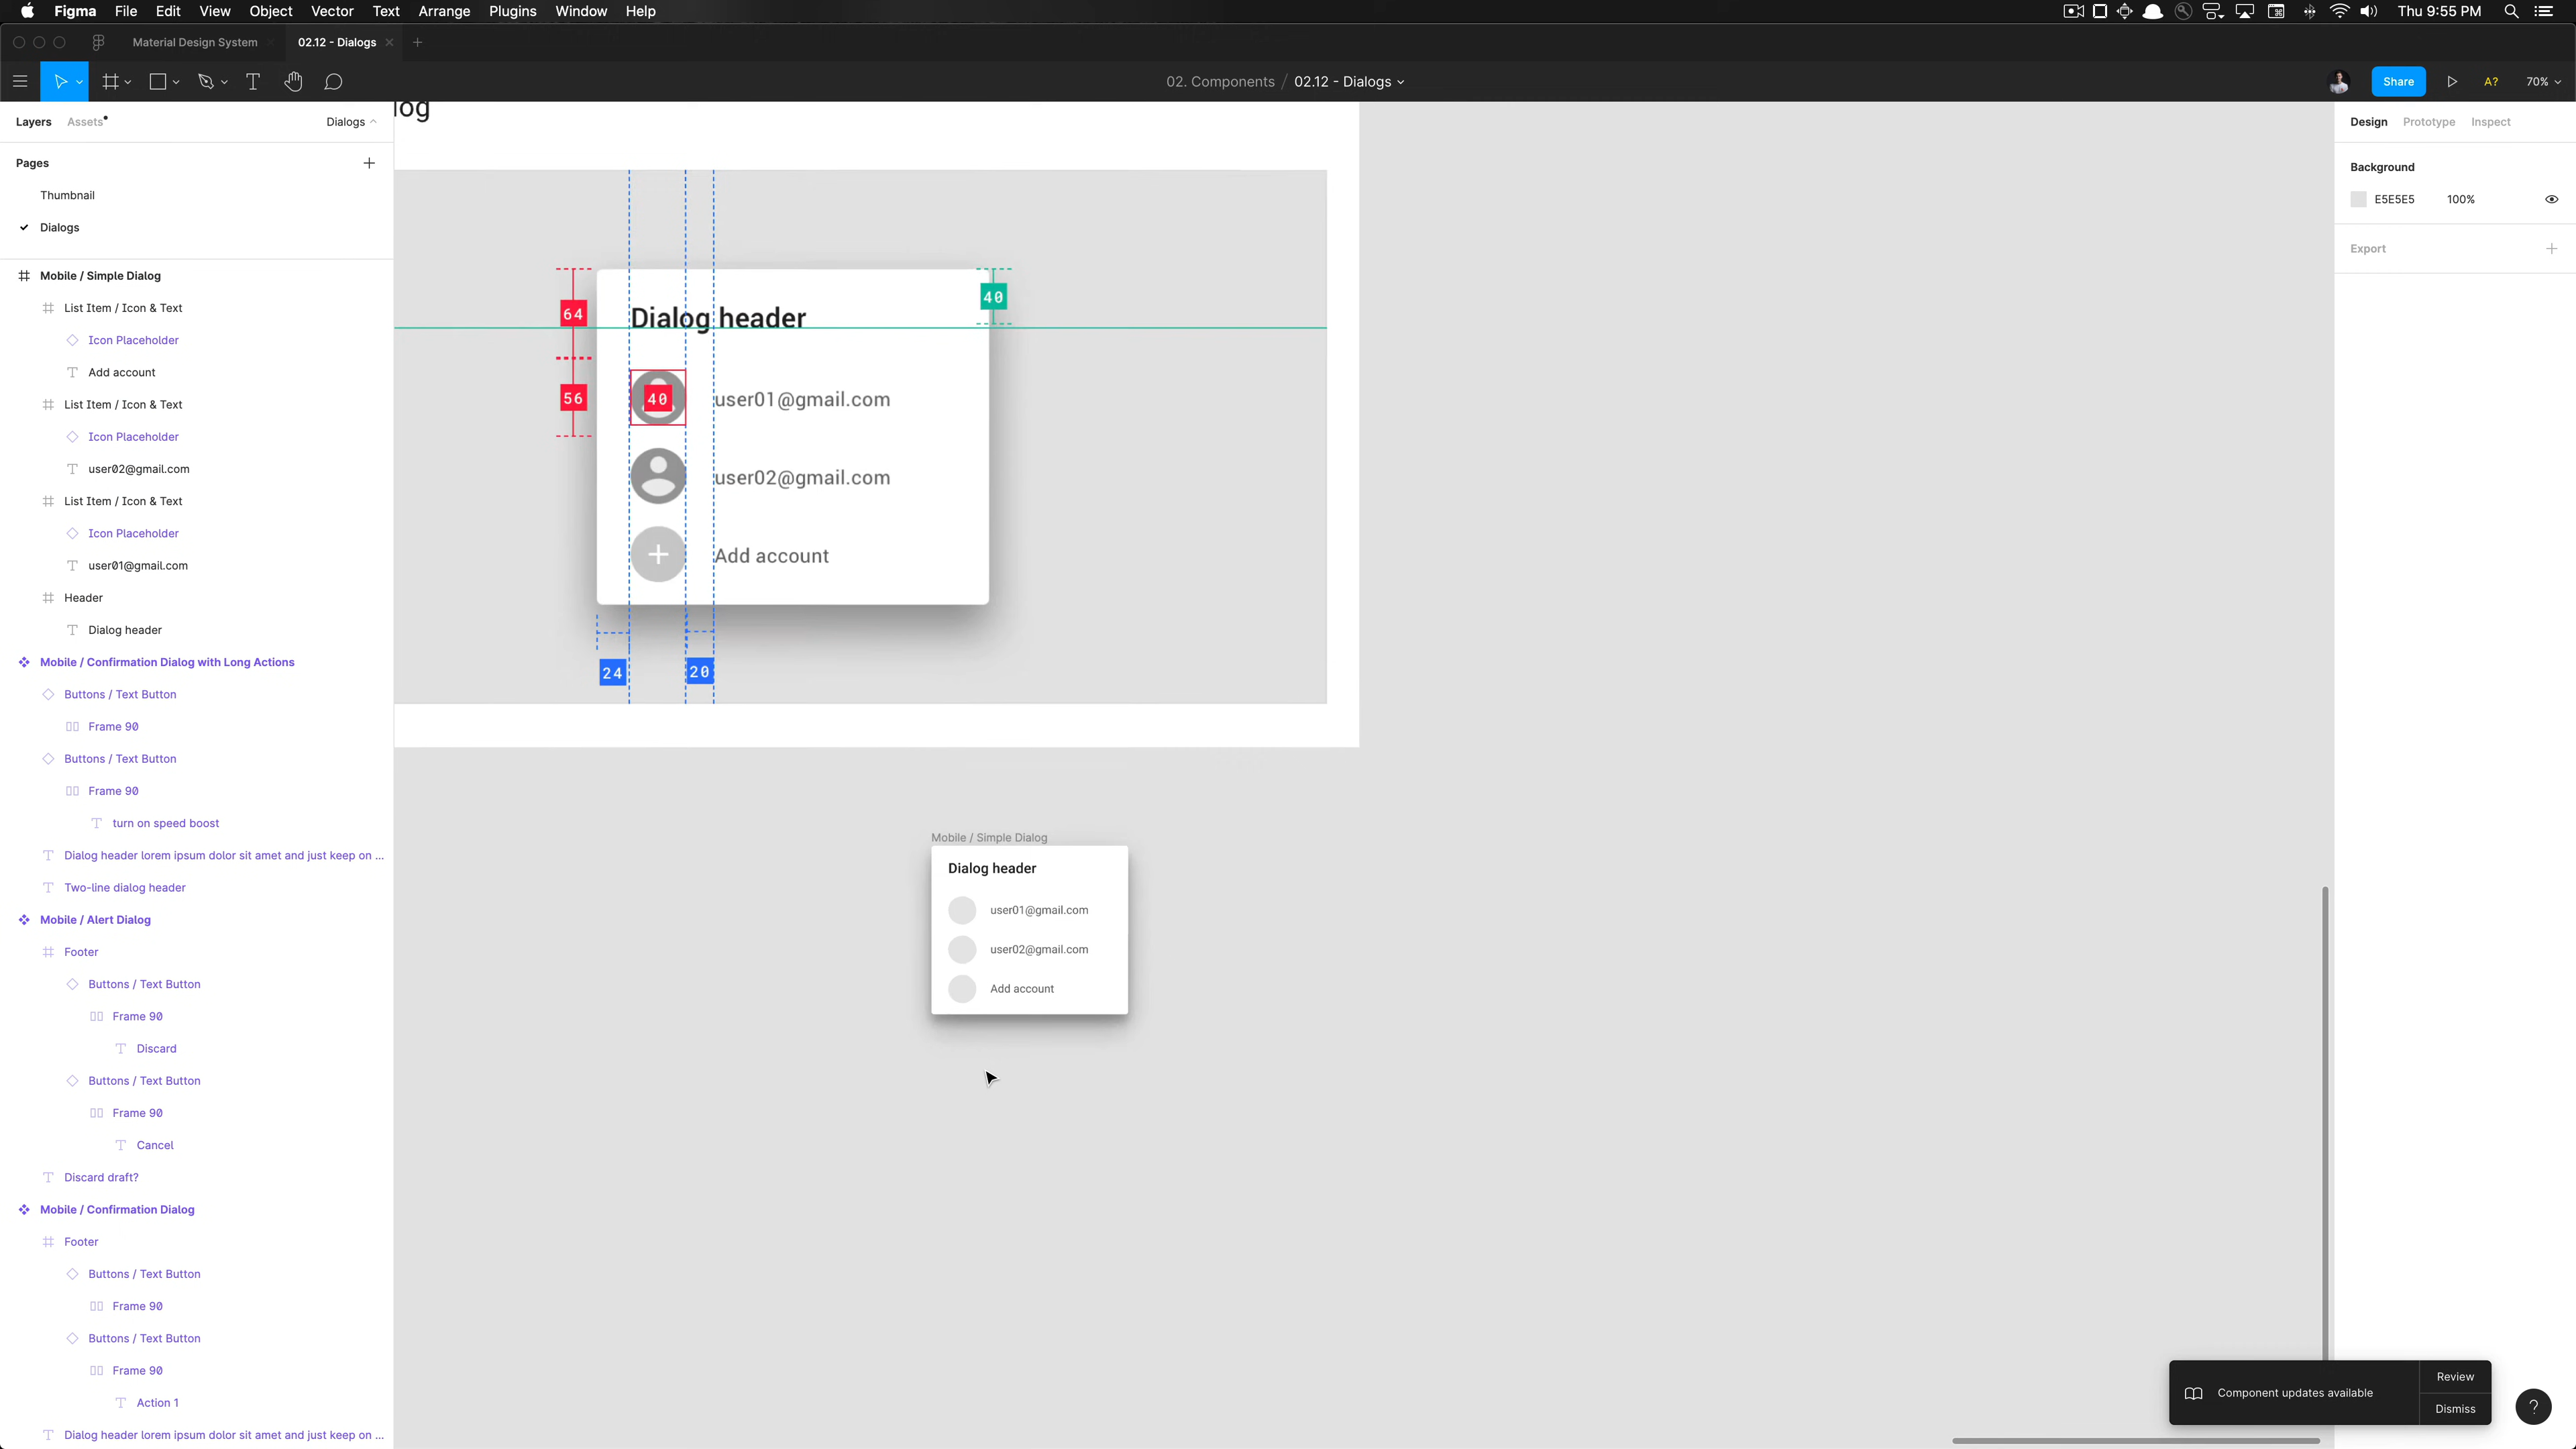 Figma File Edit View Object Vector Text Arrange Plugins Window Help
Thu 9:55 PM
Material Design System
02.12 - Dialogs
02. Components / 02.12 - Dialogs
Share
A?
70%
Layers Assets Dialogs
Pages
Thumbnail
Dialogs
Mobile / Simple Dialog
List Item / Icon & Text
Icon Placeholder
Add account
List Item / Icon & Text
Icon Placeholder
user02@gmail.com
List Item / Icon & Text
Icon Placeholder
user01@gmail.com
Header
Dialog header
Mobile / Confirmation Dialog with Long Actions
Buttons / Text Button
Frame 90
Buttons / Text Button
Frame 90
turn on speed boost
Dialog header lorem ipsum dolor sit amet and just keep on ...
Two-line dialog header
Mobile / Alert Dialog
Footer
Buttons / Text Button
Frame 90
Discard
Buttons / Text Button
Frame 90
Cancel
Discard draft?
Mobile / Confirmation Dialog
Footer
Buttons / Text Button
Frame 90
Buttons / Text Button
Frame 90
Action 1
Dialog header lorem ipsum dolor sit amet and just keep on ...
log
64
Dialog header
40
56
40
user01@gmail.com
user02@gmail.com
Add account
24
20
Mobile / Simple Dialog
Dialog header
user01@gmail.com
user02@gmail.com
Add account
Design Prototype Inspect
Background
E5E5E5 100%
Export
Component updates available
Review
Dismiss
?